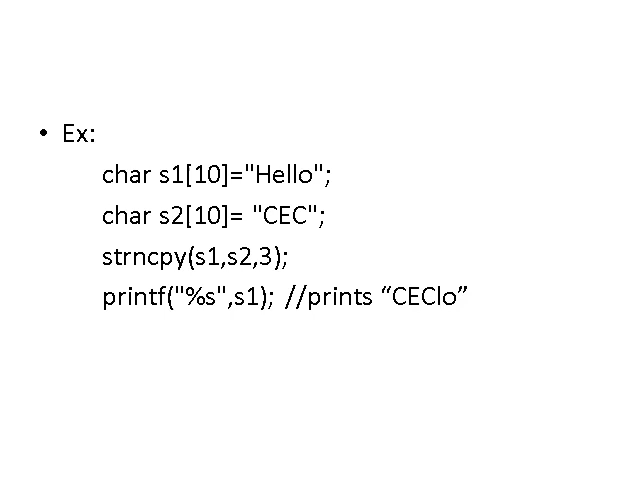 • Ex:
char s1[10]="Hello";
char s2[10]= "CEC";
strncpy(s1,s2,3);
printf("%s",s1); //prints “CEClo”